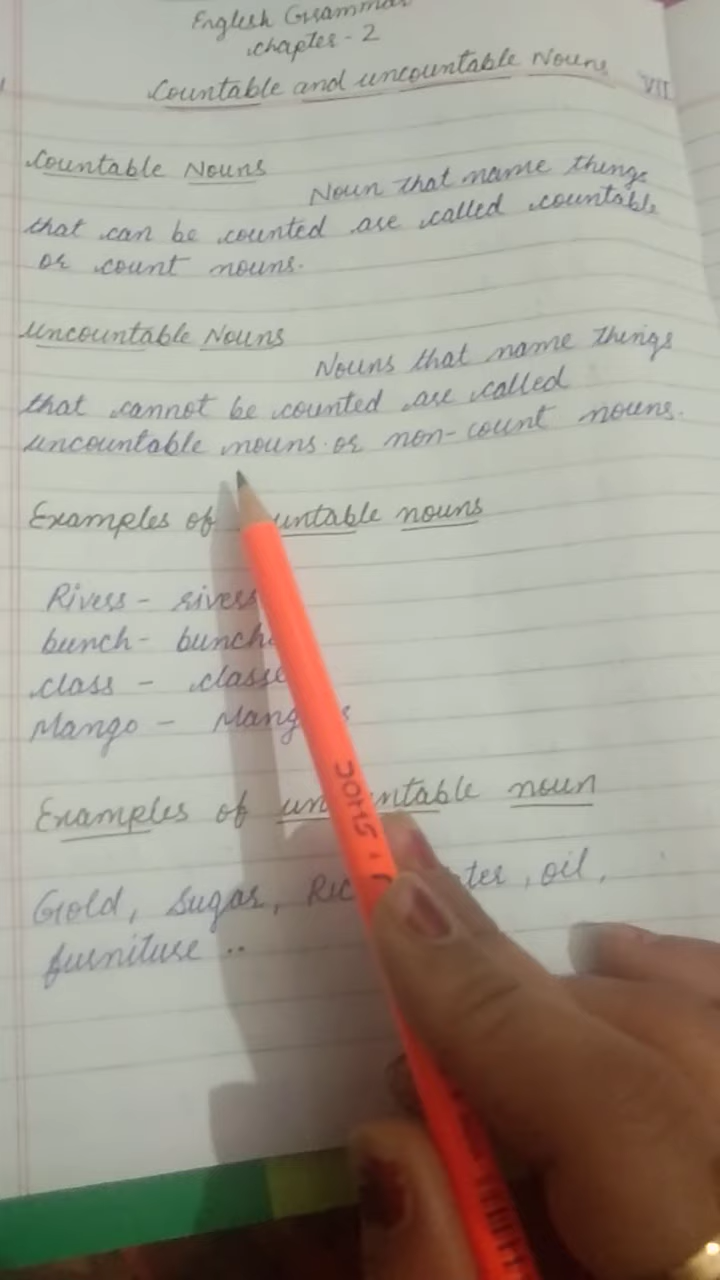 English Grammar
chapter - 2
Countable and uncountable Nouns VII
Countable Nouns
Noun that name things
that can be counted are called countable
or count nouns.
Uncountable Nouns
Nouns that name things
that cannot be counted are called
uncountable nouns. or non-count nouns.
Examples of untable nouns
Rivers - rivers
bunch - bunch
class - classe
Mango - Mang s
Examples of un ntable noun
Gold, Sugar, Ric ter, oil,
furniture ..